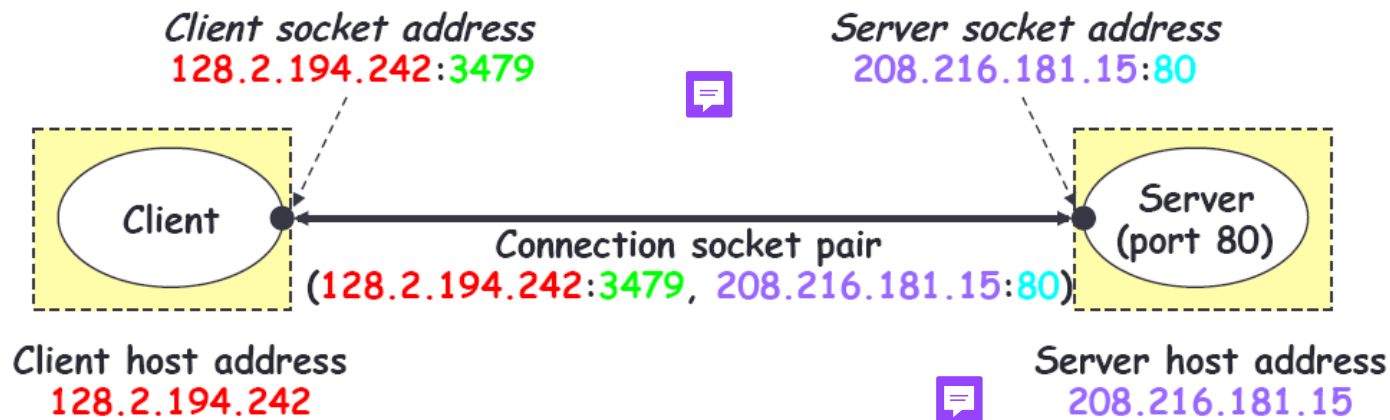 Client socket address
128.2.194.242:3479
Server socket address
208.216.181.15:80
Client
Server
(port 80)
Connection socket pair
(128.2.194.242:3479, 208.216.181.15:80)
Client host address
128.2.194.242
Server host address
208.216.181.15